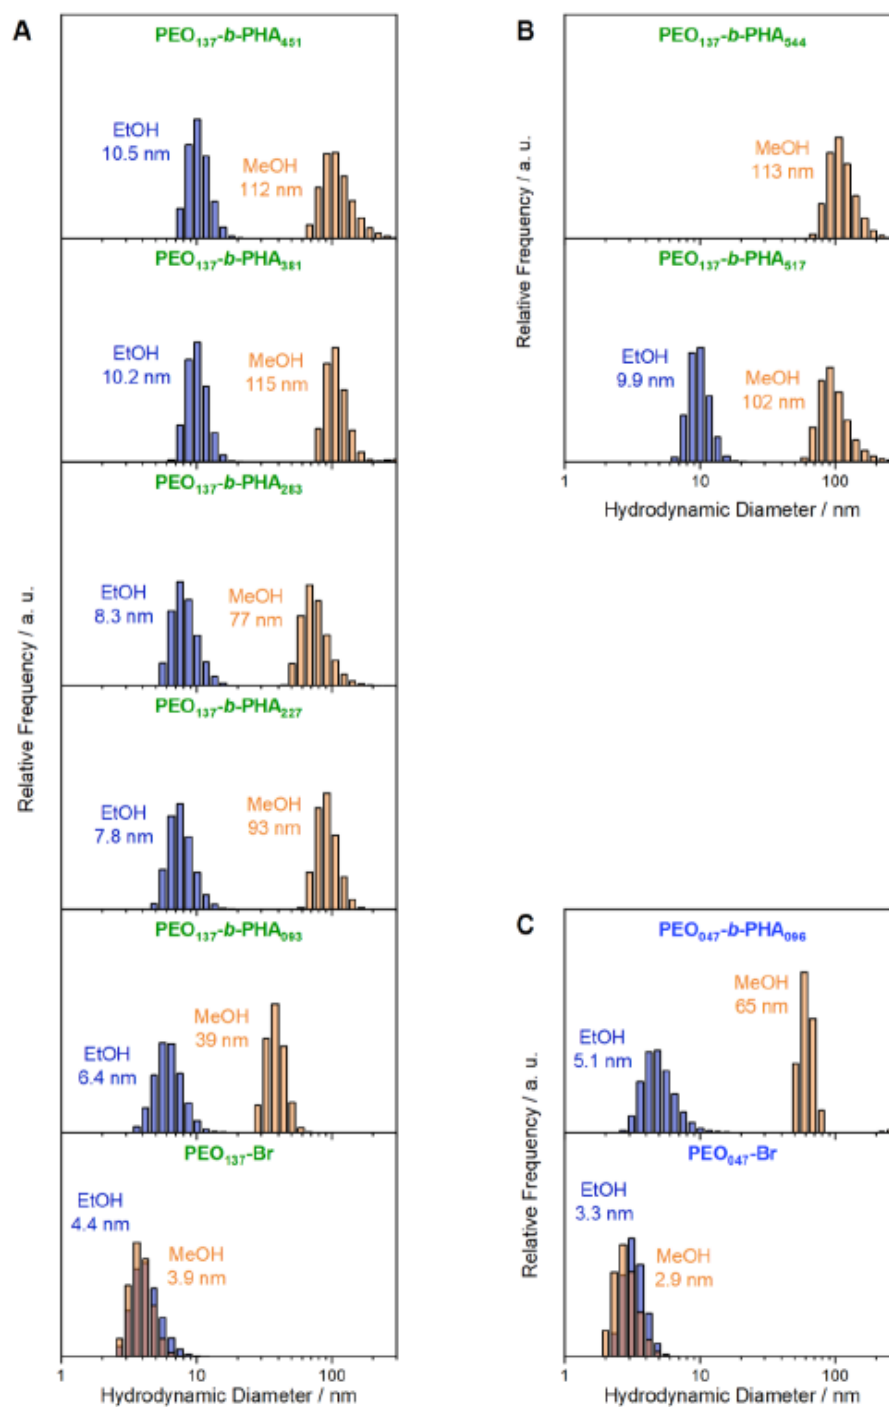 A
PEO₁₃₇-b-PHA₄₅₁
EtOH
10.5 nm
MeOH
112 nm
PEO₁₃₇-b-PHA₃₈₁
EtOH
10.2 nm
MeOH
115 nm
PEO₁₃₇-b-PHA₂₈₃
EtOH
8.3 nm
MeOH
77 nm
PEO₁₃₇-b-PHA₂₂₇
EtOH
7.8 nm
MeOH
93 nm
PEO₁₃₇-b-PHA₀₉₃
EtOH
6.4 nm
MeOH
39 nm
PEO₁₃₇-Br
EtOH
4.4 nm
MeOH
3.9 nm
1 10 100
Hydrodynamic Diameter / nm
Relative Frequency / a. u.
B
PEO₁₃₇-b-PHA₅₄₄
MeOH
113 nm
PEO₁₃₇-b-PHA₅₁₇
EtOH
9.9 nm
MeOH
102 nm
1 10 100
Hydrodynamic Diameter / nm
Relative Frequency / a. u.
C
PEO₀₄₇-b-PHA₀₉₆
EtOH
5.1 nm
MeOH
65 nm
PEO₀₄₇-Br
EtOH
3.3 nm
MeOH
2.9 nm
1 10 100
Hydrodynamic Diameter / nm
Relative Frequency / a. u.